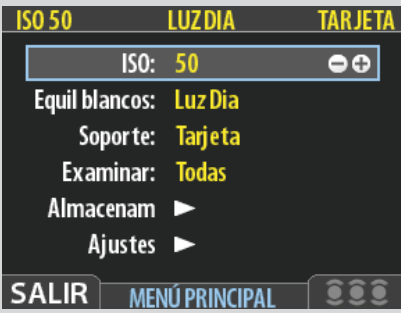 ISO 50 LUZ DIA TARJETA
ISO: 50
Equil blancos: Luz Dia
Soporte: Tarjeta
Examinar: Todas
Almacenam
Ajustes
SALIR MENÚ PRINCIPAL